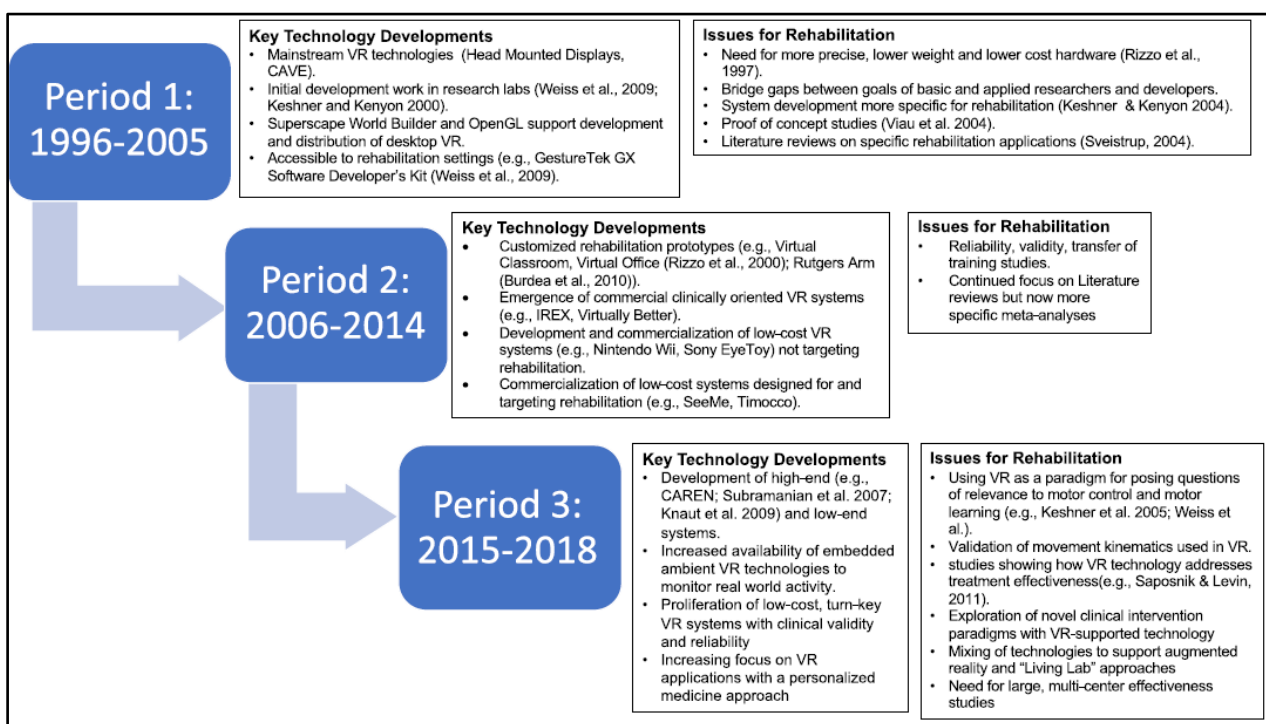 Period 1:
1996-2005
Key Technology Developments
• Mainstream VR technologies (Head Mounted Displays,
CAVE).
• Initial development work in research labs (Weiss et al., 2009;
Keshner and Kenyon 2000).
• Superscape World Builder and OpenGL support development
and distribution of desktop VR.
• Accessible to rehabilitation settings (e.g., GestureTek GX
Software Developer's Kit (Weiss et al., 2009).
Issues for Rehabilitation
• Need for more precise, lower weight and lower cost hardware (Rizzo et al.,
1997).
• Bridge gaps between goals of basic and applied researchers and developers.
• System development more specific for rehabilitation (Keshner & Kenyon 2004).
• Proof of concept studies (Viau et al. 2004).
• Literature reviews on specific rehabilitation applications (Sveistrup, 2004).
Period 2:
2006-2014
Key Technology Developments
• Customized rehabilitation prototypes (e.g., Virtual
Classroom, Virtual Office (Rizzo et al., 2000); Rutgers Arm
(Burdea et al., 2010)).
• Emergence of commercial clinically oriented VR systems
(e.g., IREX, Virtually Better).
• Development and commercialization of low-cost VR
systems (e.g., Nintendo Wii, Sony EyeToy) not targeting
rehabilitation.
• Commercialization of low-cost systems designed for and
targeting rehabilitation (e.g., SeeMe, Timocco).
Issues for Rehabilitation
• Reliability, validity, transfer of
training studies.
• Continued focus on Literature
reviews but now more
specific meta-analyses
Period 3:
2015-2018
Key Technology Developments
• Development of high-end (e.g.,
CAREN; Subramanian et al. 2007;
Knaut et al. 2009) and low-end
systems.
• Increased availability of embedded
ambient VR technologies to
monitor real world activity.
• Proliferation of low-cost, turn-key
VR systems with clinical validity
and reliability
• Increasing focus on VR
applications with a personalized
medicine approach
Issues for Rehabilitation
• Using VR as a paradigm for posing questions
of relevance to motor control and motor
learning (e.g., Keshner et al. 2005; Weiss et
al.).
• Validation of movement kinematics used in VR.
• studies showing how VR technology addresses
treatment effectiveness(e.g., Saposnik & Levin,
2011).
• Exploration of novel clinical intervention
paradigms with VR-supported technology
• Mixing of technologies to support augmented
reality and “Living Lab” approaches
• Need for large, multi-center effectiveness
studies